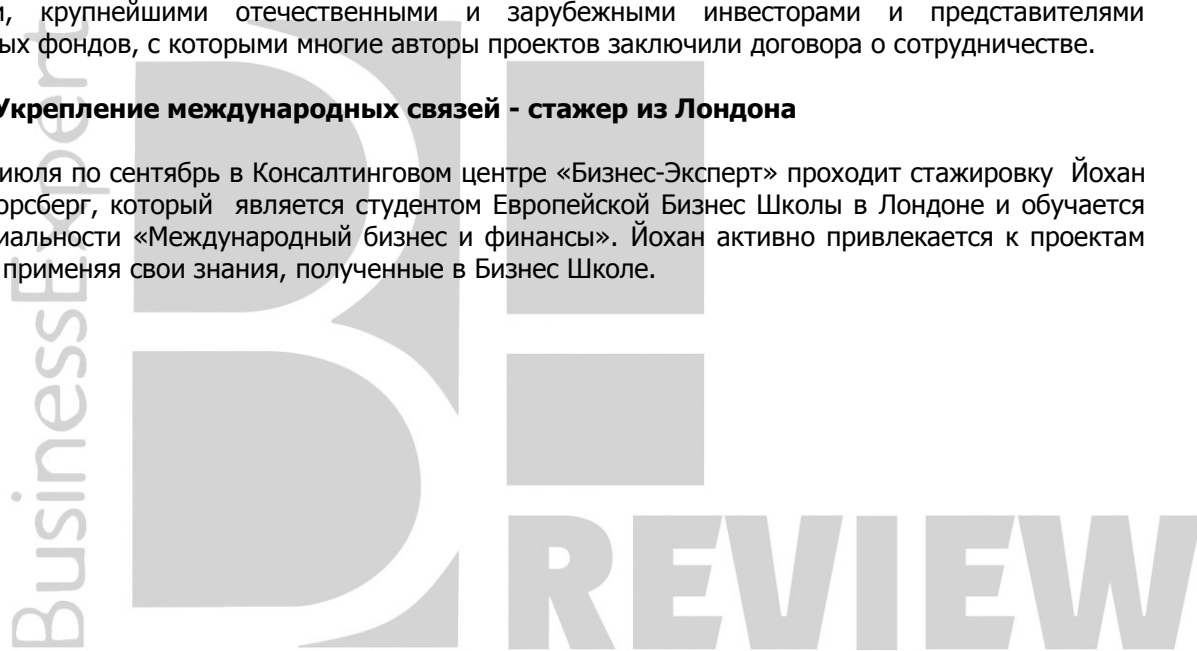 и, крупнейшими отечественными и зарубежными инвесторами и представителями
ых фондов, с которыми многие авторы проектов заключили договора о сотрудничестве.
Укрепление международных связей - стажер из Лондона
июля по сентябрь в Консалтинговом центре «Бизнес-Эксперт» проходит стажировку Йохан
орсберг, который является студентом Европейской Бизнес Школы в Лондоне и обучается
иальности «Международный бизнес и финансы». Йохан активно привлекается к проектам
применяя свои знания, полученные в Бизнес Школе.
BusinessExpert
REVIEW